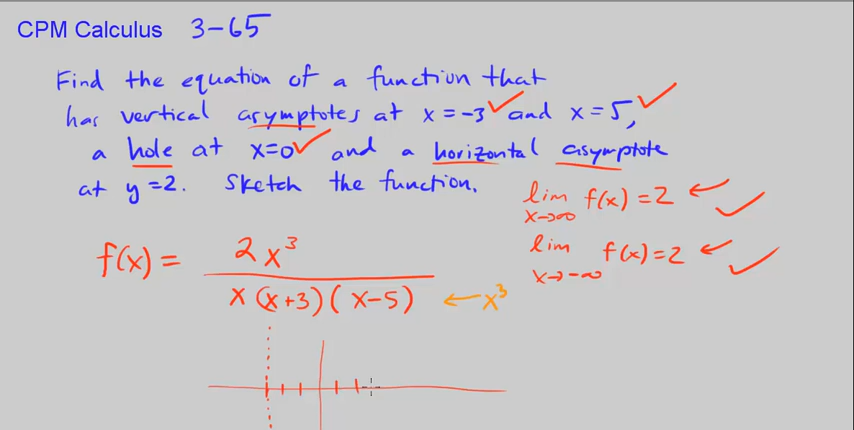 CPM Calculus 3-65
Find the equation of a function that
has vertical asymptotes at x=-3 and x=5,
a hole at x=0 and a horizontal asymptote
at y=2. Sketch the function.
lim f(x)=2
x→∞
lim f(x)=2
x→-∞
f(x)= 2x³
x(x+3)(x-5) ←x³